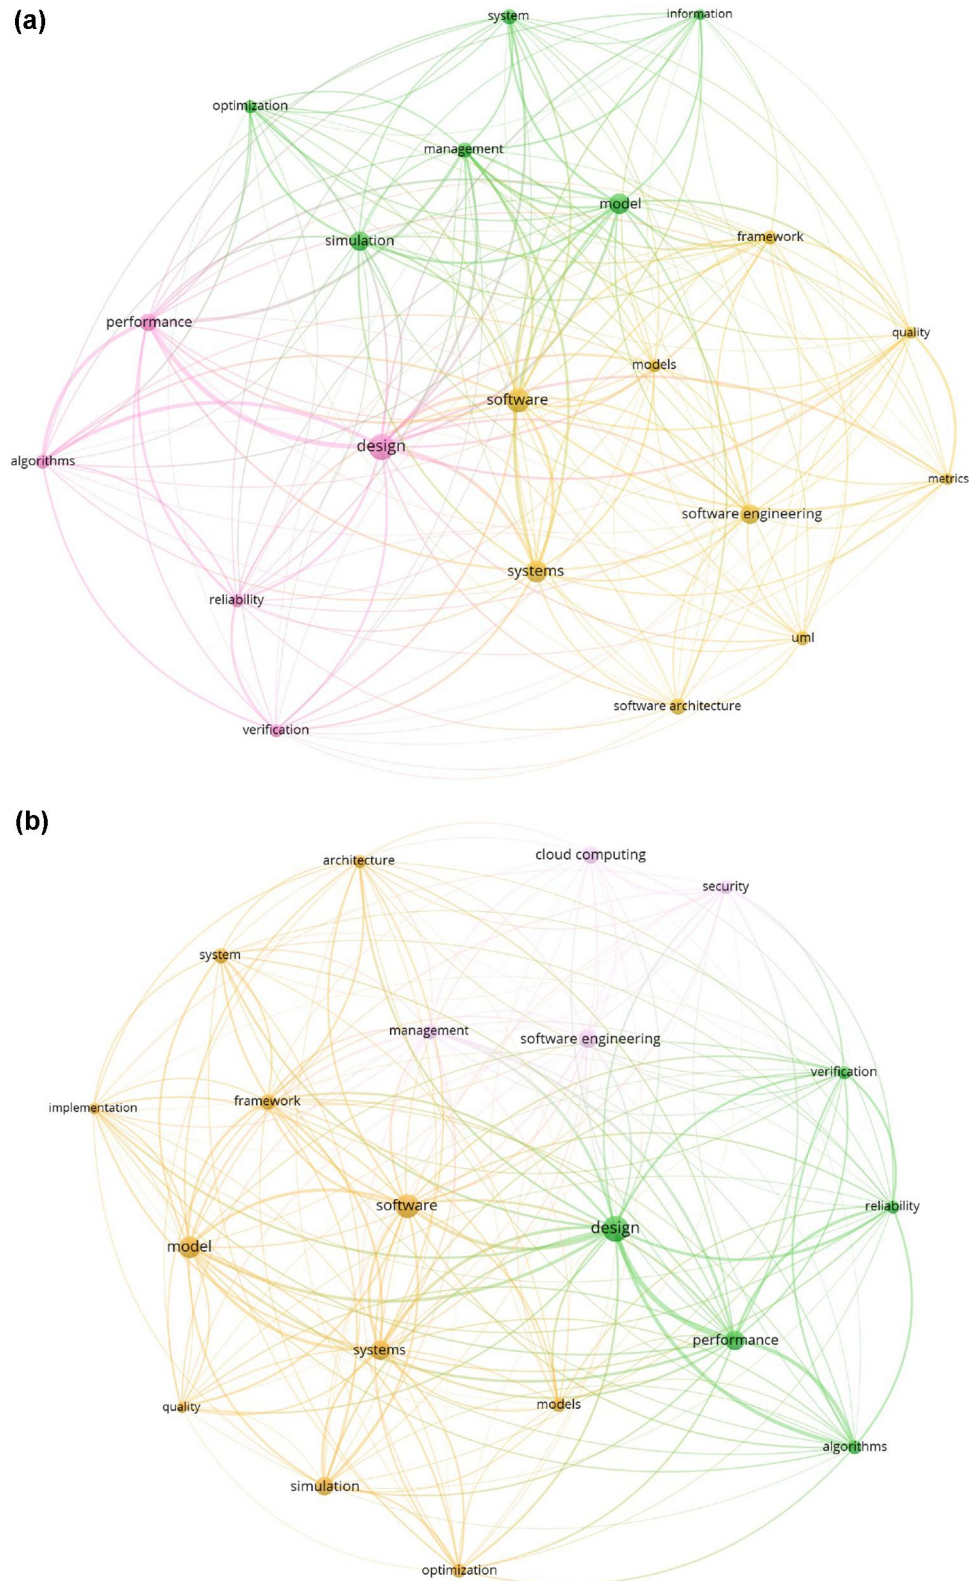 (a)
system
information
optimization
management
model
simulation
framework
performance
quality
models
software
design
algorithms
metrics
software engineering
systems
reliability
uml
software architecture
verification
(b)
architecture
cloud computing
security
system
management
software engineering
verification
implementation
framework
software
reliability
design
model
performance
systems
quality
models
algorithms
simulation
optimization